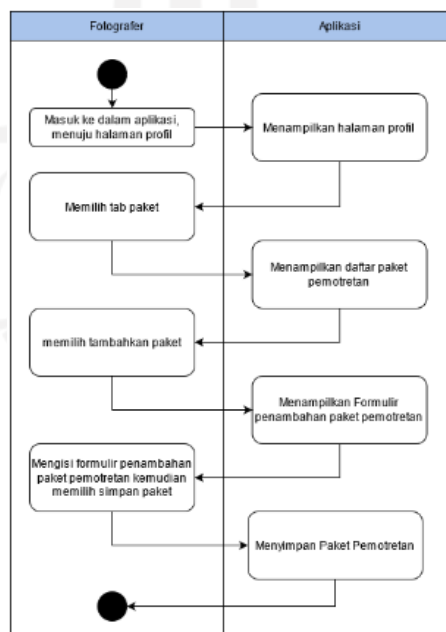 Fotografer
Aplikasi
Masuk ke dalam aplikasi,
menuju halaman profil
Menampilkan halaman profil
Memilih tab paket
Menampilkan daftar paket
pemotretan
memilih tambahkan paket
Menampilkan Formulir
penambahan paket pemotretan
Mengisi formulir penambahan
paket pemotretan kemudian
memilih simpan paket
Menyimpan Paket Pemotretan